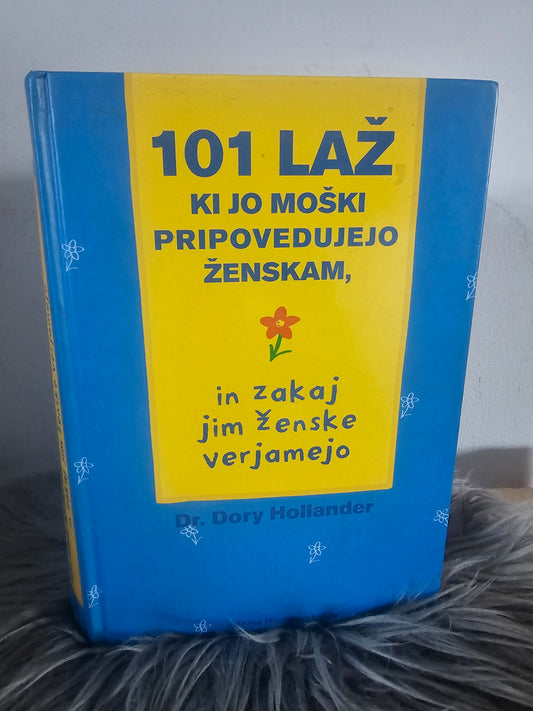 101 LAŽ,
KI JO MOŠKI
PRIPOVEDUJEJO
ŽENSKAM,
in zakaj
jim ženske
verjamejo
Dr. Dory Hollander